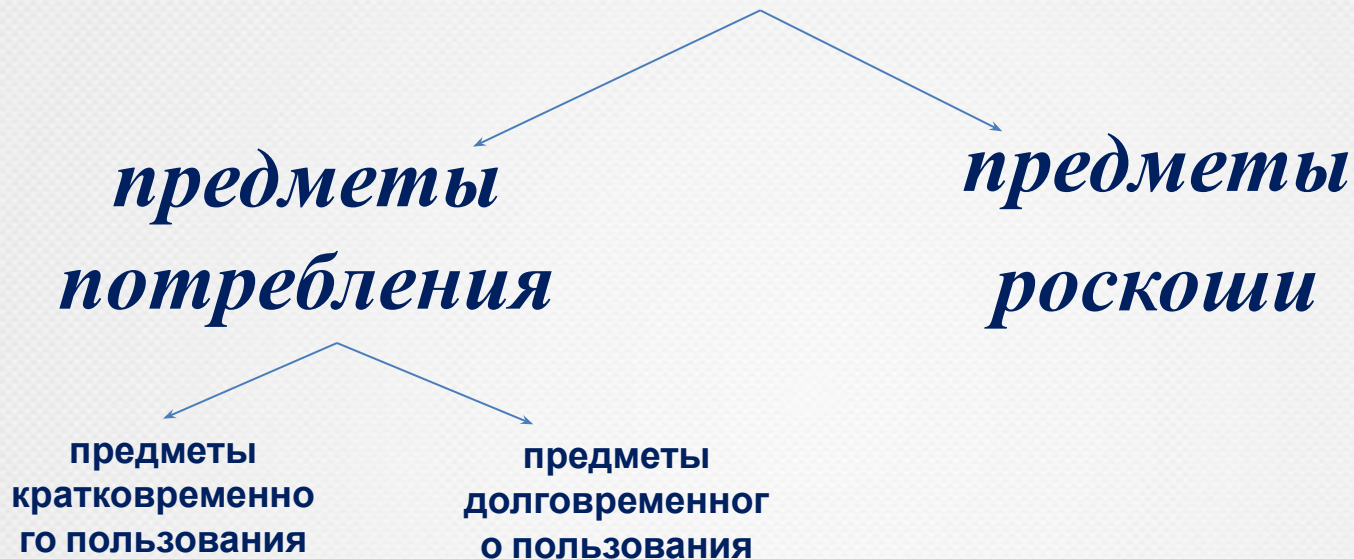 предметы
потребления
предметы
роскоши
предметы
кратковременно
го пользования
предметы
долговременног
о пользования